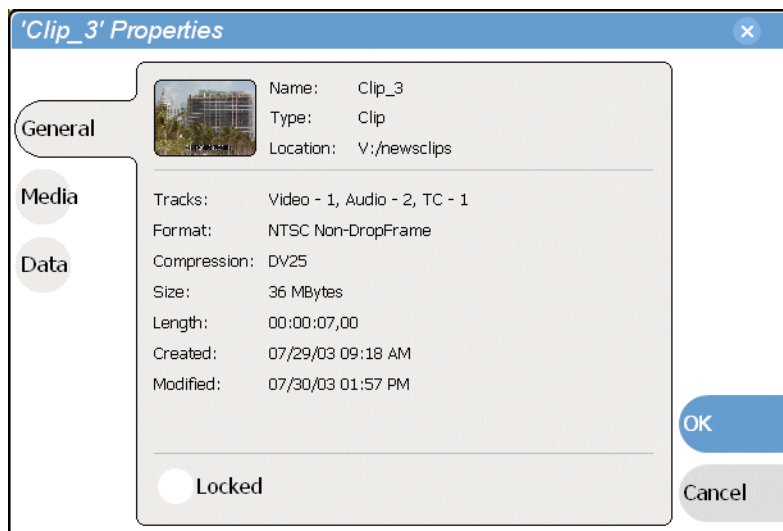 'Clip_3' Properties
General
Media
Data
Name: Clip_3
Type: Clip
Location: V:/newsclips
Tracks: Video - 1, Audio - 2, TC - 1
Format: NTSC Non-DropFrame
Compression: DV25
Size: 36 MBytes
Length: 00:00:07,00
Created: 07/29/03 09:18 AM
Modified: 07/30/03 01:57 PM
Locked
OK
Cancel